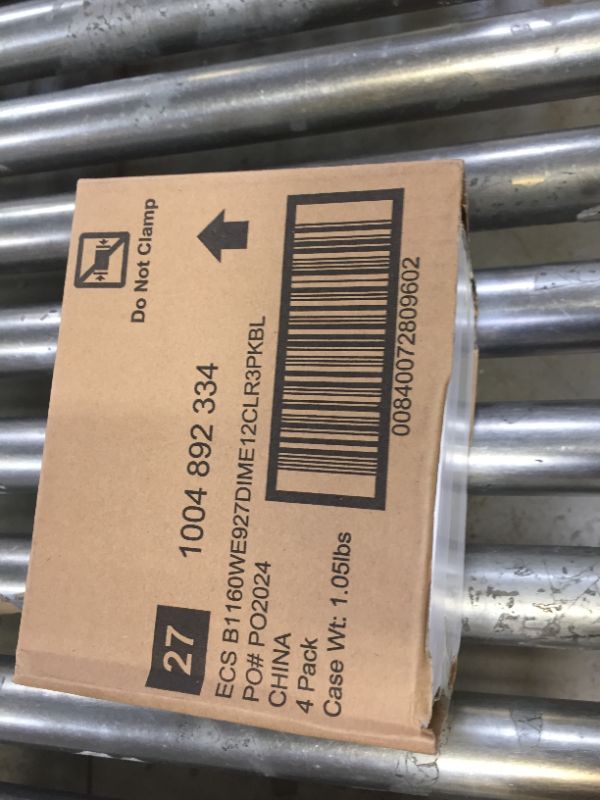 Do Not Clamp
27
1004 892 334
ECS B1160WE927DIME12CLR3PKBL
PO# PO2024
CHINA
4 Pack
Case Wt: 1.05lbs
00840072809602